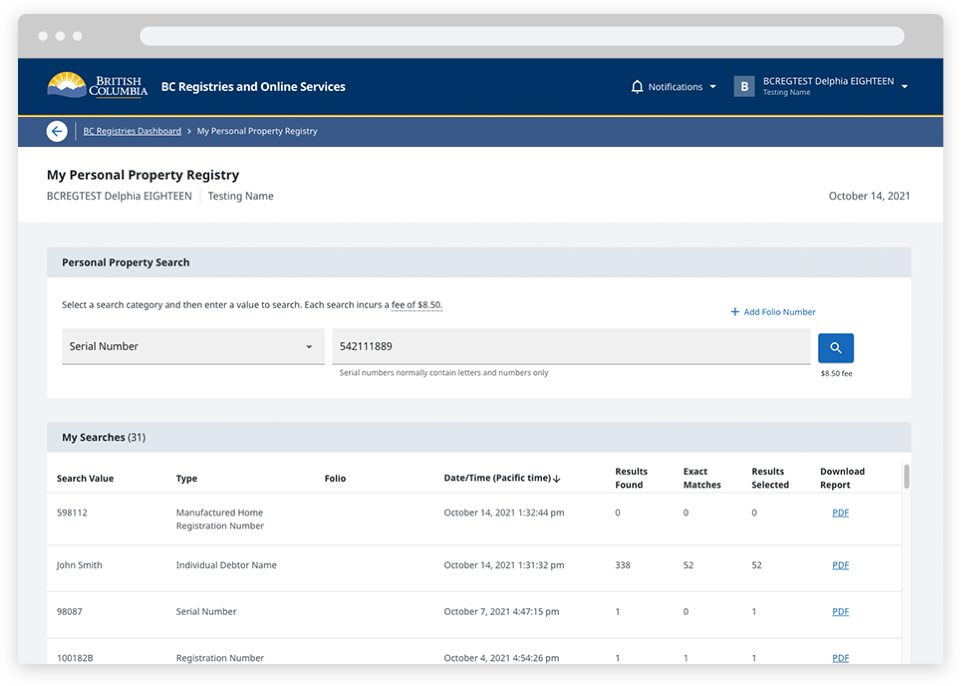 BRITISH
COLUMBIA
BC Registries and Online Services
Notifications
B
BCREGTEST Delphia EIGHTEEN
Testing Name
BC Registries Dashboard > My Personal Property Registry
My Personal Property Registry
BCREGTEST Delphia EIGHTEEN Testing Name
October 14, 2021
Personal Property Search
Select a search category and then enter a value to search. Each search incurs a fee of $8.50.
+ Add Folio Number
Serial Number
542111889
Serial numbers normally contain letters and numbers only
$8.50 fee
My Searches (31)
Search Value Type Folio Date/Time (Pacific time)↓ Results Found Exact Matches Results Selected Download Report
598112 Manufactured Home Registration Number October 14, 2021 1:32:44 pm 0 0 0 PDF
John Smith Individual Debtor Name October 14, 2021 1:31:32 pm 338 52 52 PDF
98087 Serial Number October 7, 2021 4:47:15 pm 1 0 1 PDF
100182B Registration Number October 4, 2021 4:54:26 pm 1 1 1 PDF